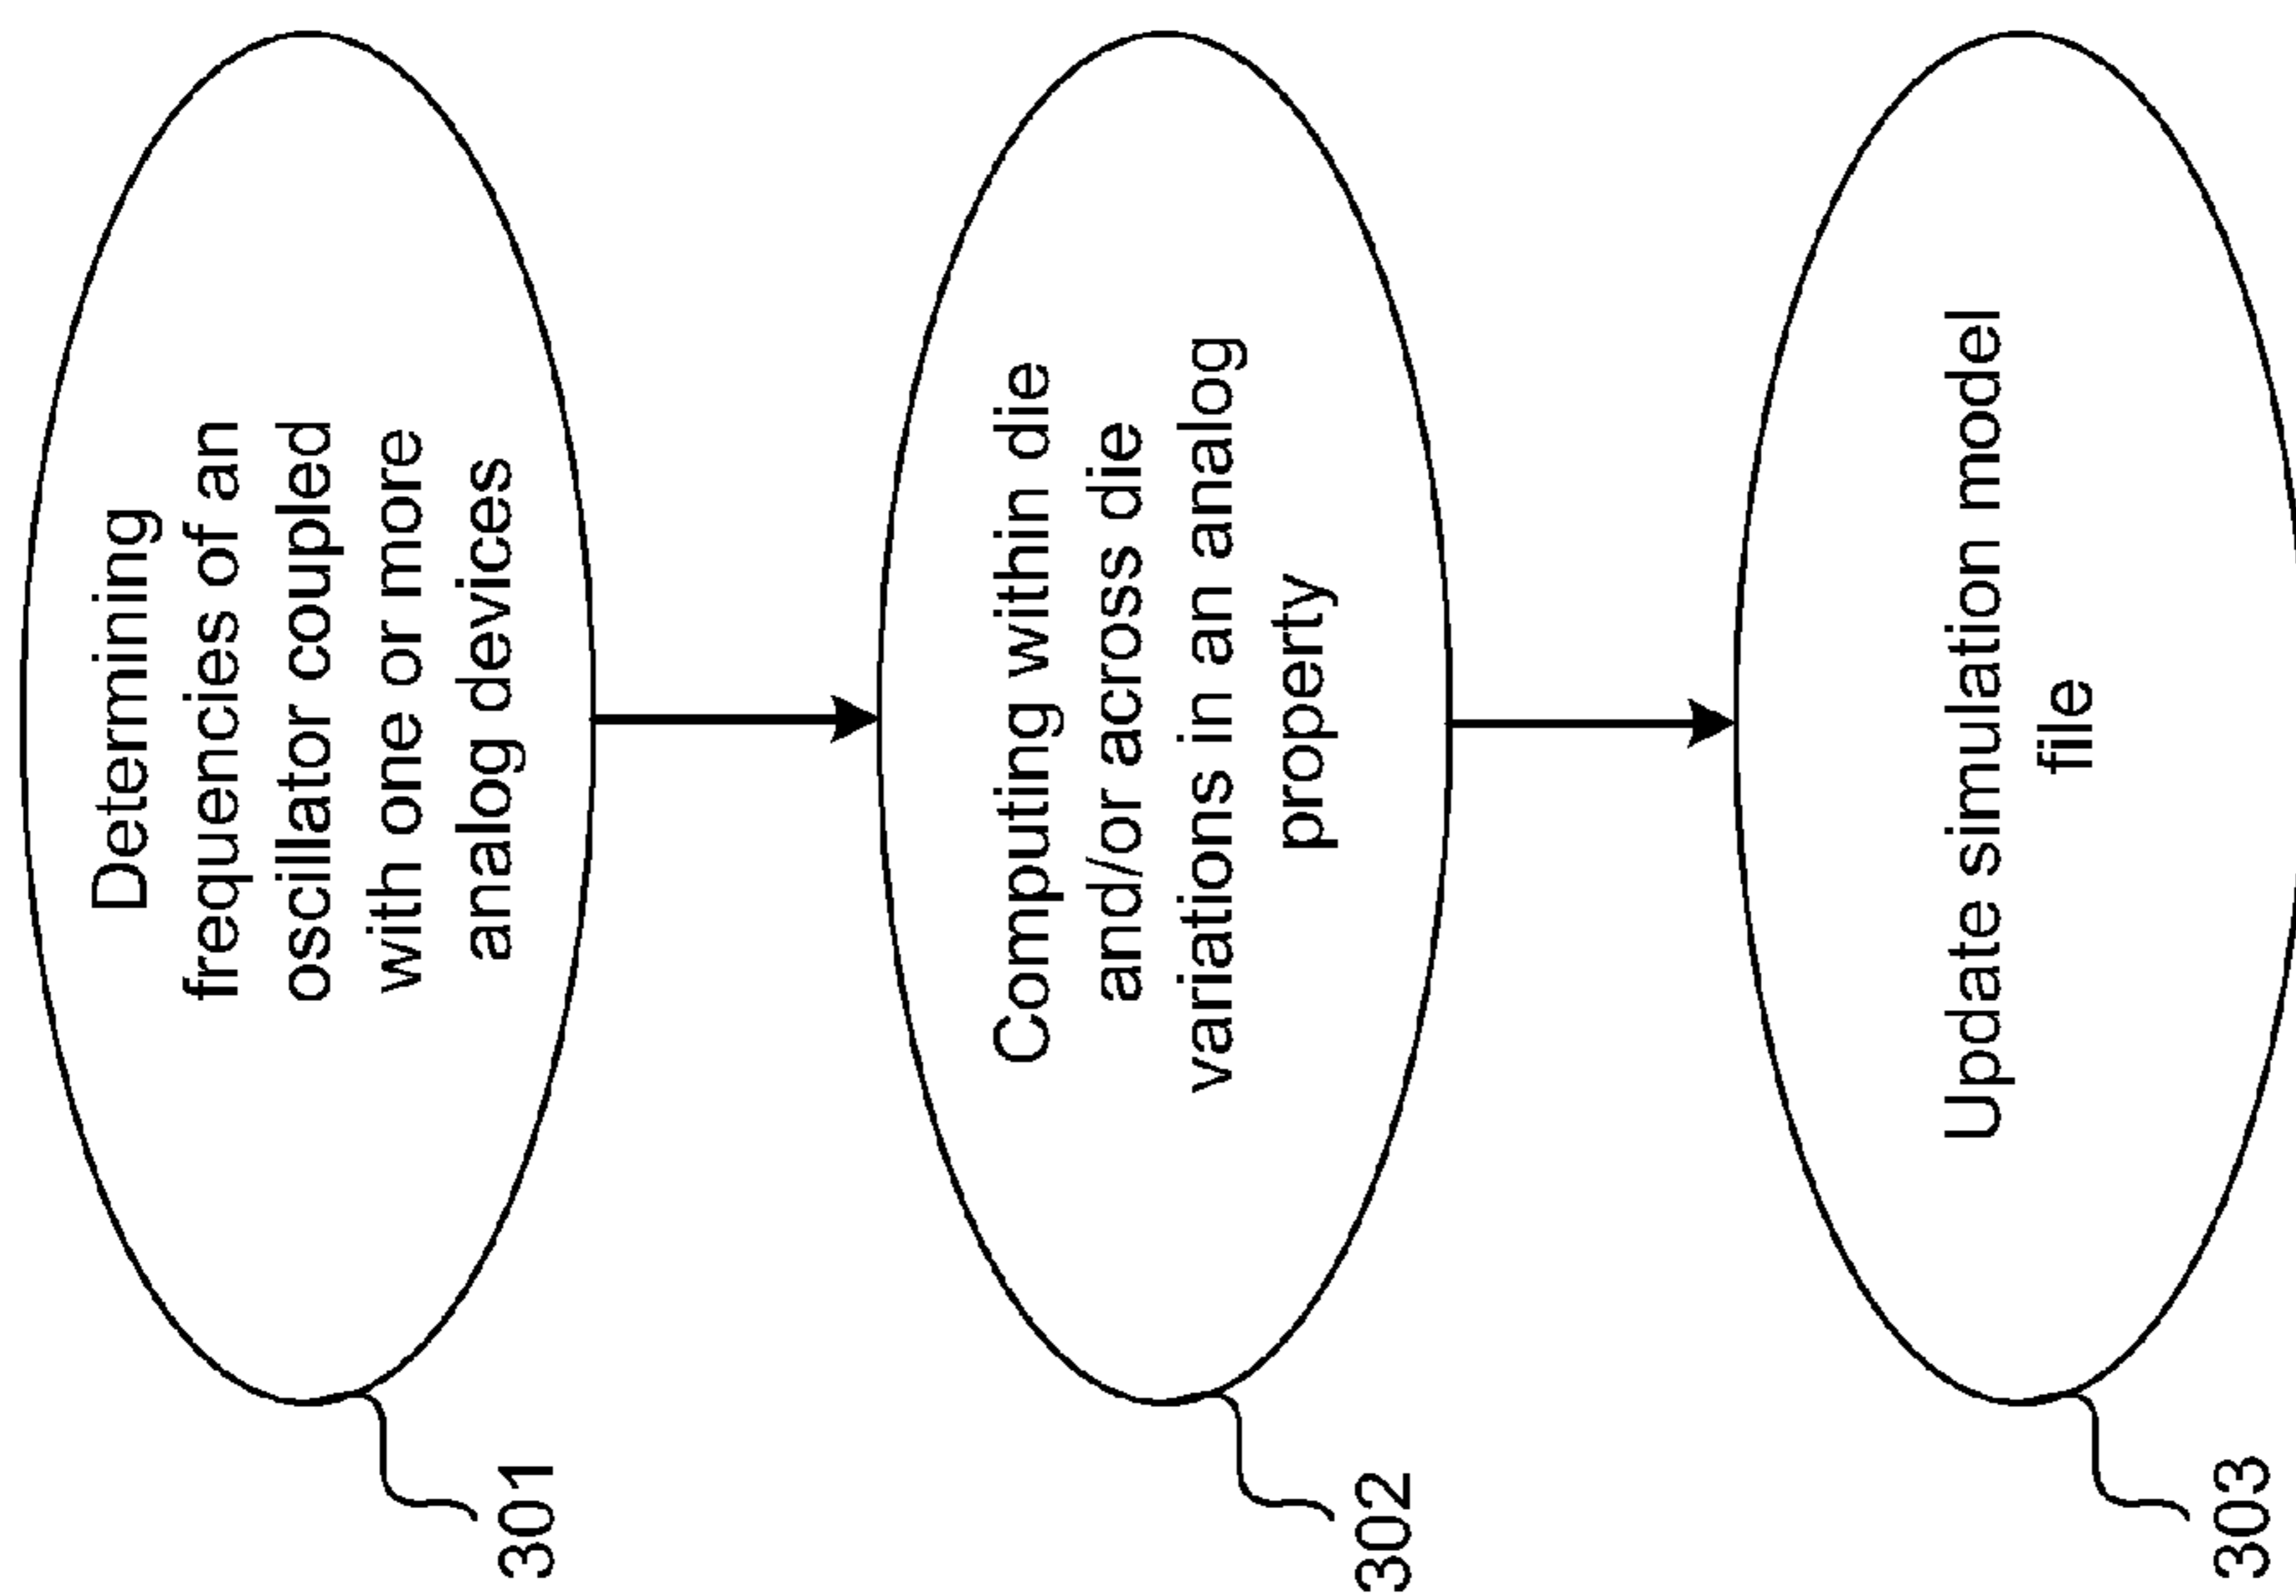 Determining
frequencies of an
oscillator coupled
with one or more
analog devices
301
Computing within die
and/or across die
variations in an analog
property
302
Update simulation model
file
303